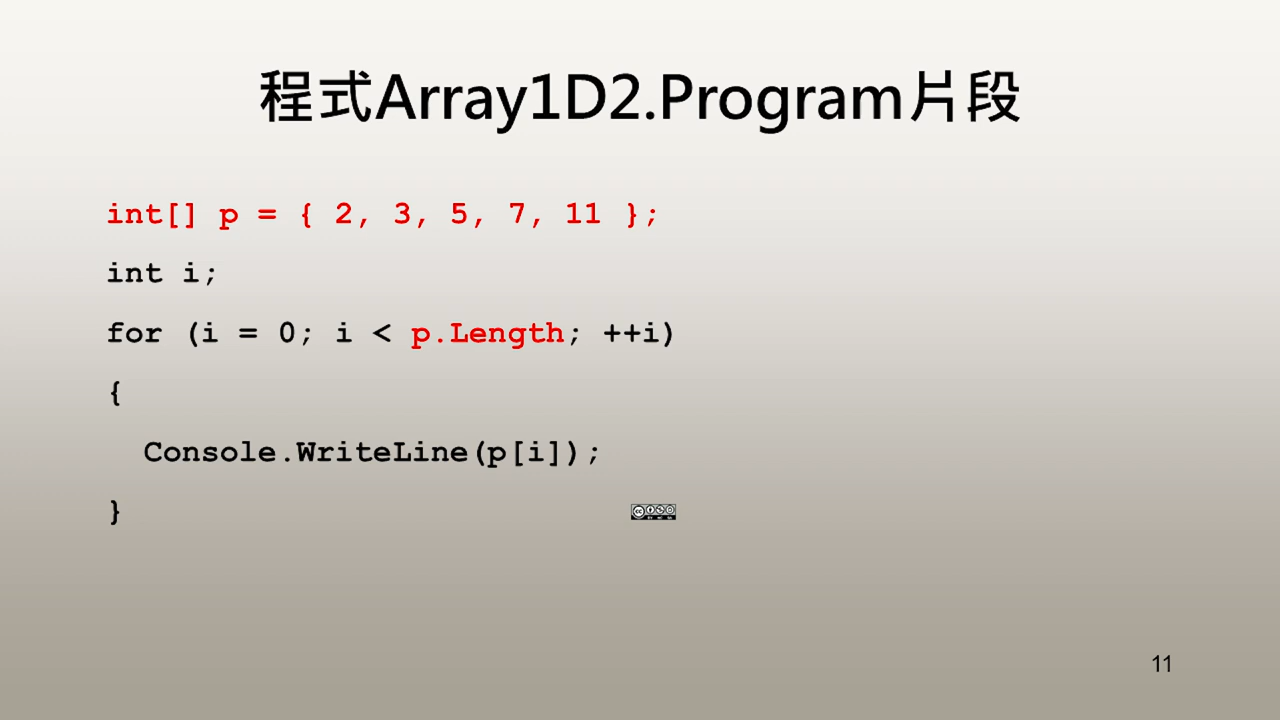 程式Array1D2.Program片段
int[] p = { 2, 3, 5, 7, 11 };
int i;
for (i = 0; i < p.Length; ++i)
{
  Console.WriteLine(p[i]);
}
11